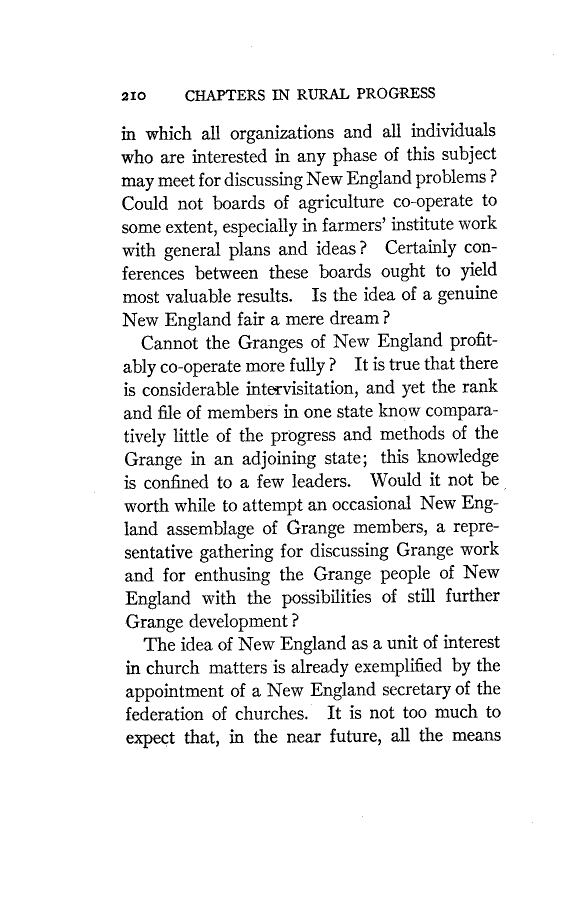 210 CHAPTERS IN RURAL PROGRESS
in which all organizations and all individuals
who are interested in any phase of this subject
may meet for discussing New England problems ?
Could not boards of agriculture co-operate to
some extent, especially in farmers' institute work
with general plans and ideas ? Certainly con-
ferences between these boards ought to yield
most valuable results. Is the idea of a genuine
New England fair a mere dream ?
Cannot the Granges of New England profit-
ably co-operate more fully ? It is true that there
is considerable intervisitation, and yet the rank
and file of members in one state know compara-
tively little of the progress and methods of the
Grange in an adjoining state; this knowledge
is confined to a few leaders. Would it not be
worth while to attempt an occasional New Eng-
land assemblage of Grange members, a repre-
sentative gathering for discussing Grange work
and for enthusing the Grange people of New
England with the possibilities of still further
Grange development ?
The idea of New England as a unit of interest
in church matters is already exemplified by the
appointment of a New England secretary of the
federation of churches. It is not too much to
expect that, in the near future, all the means